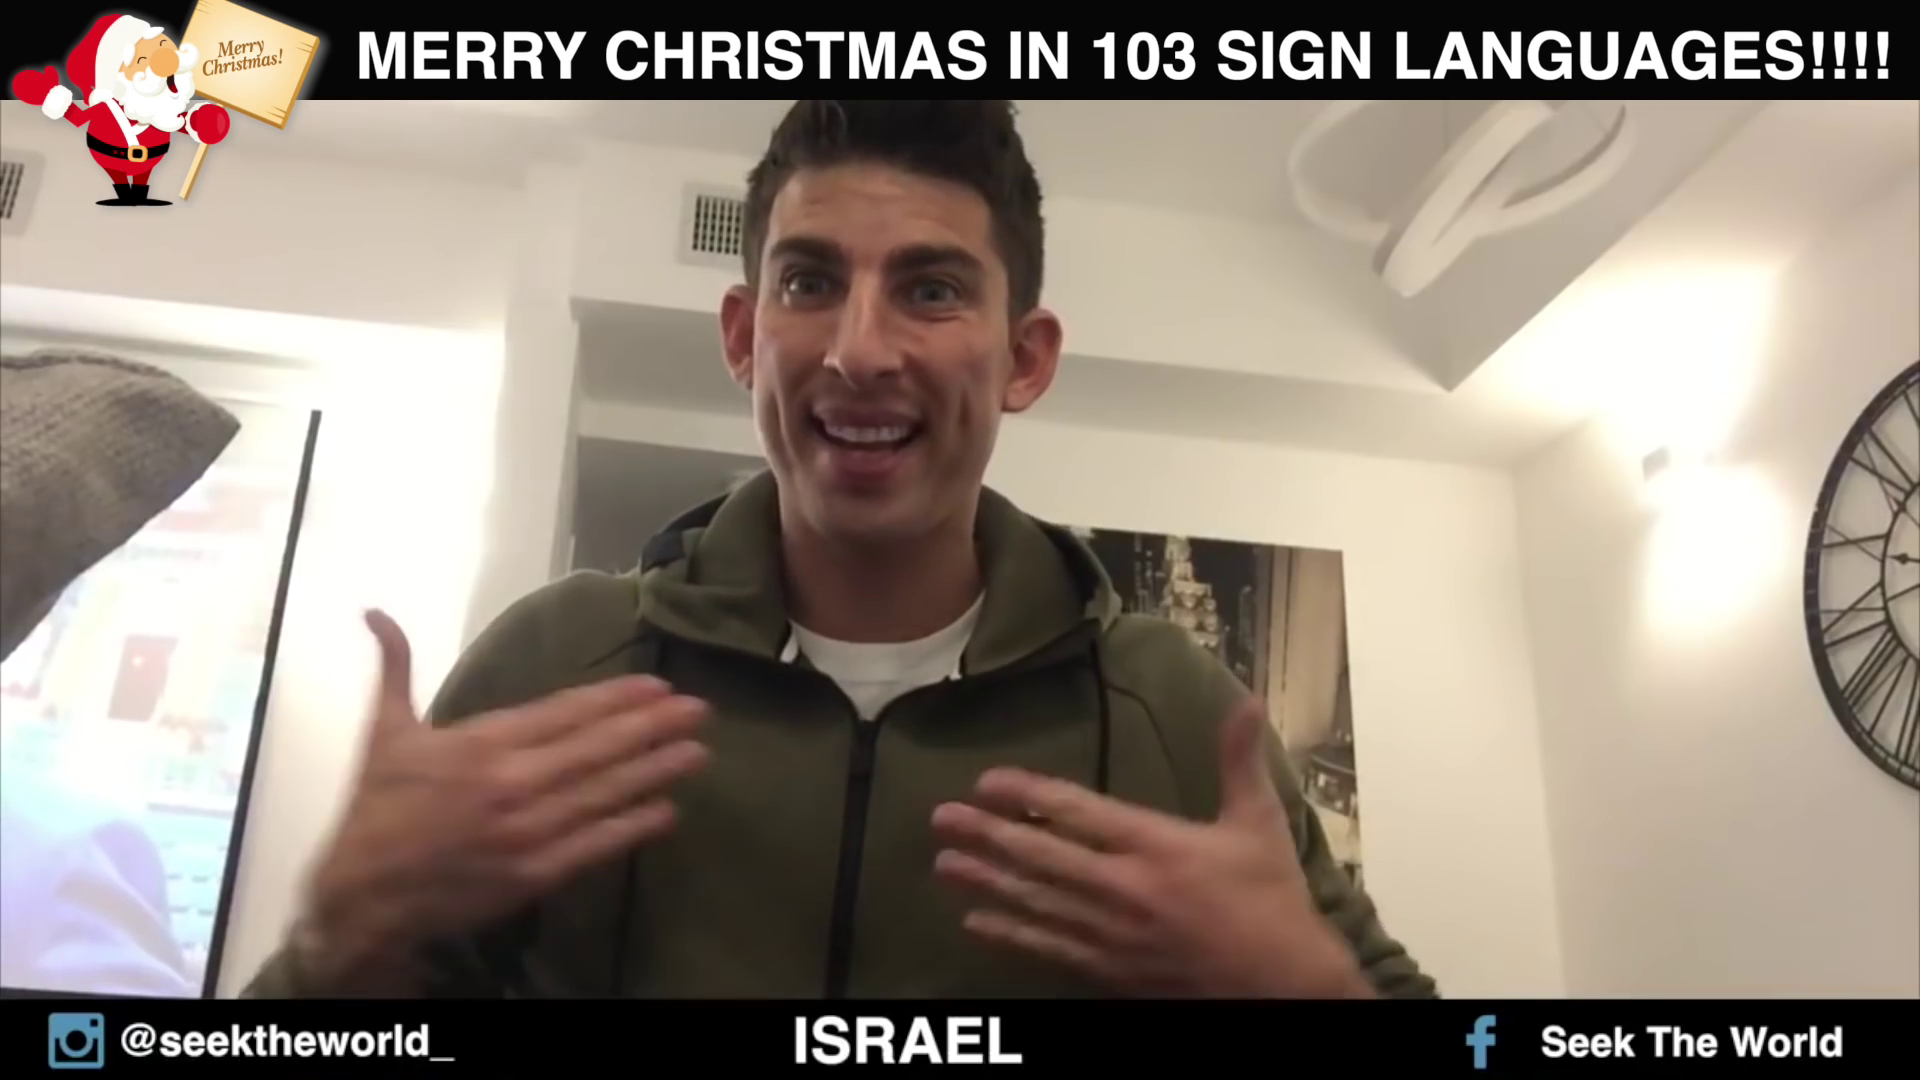 Merry
Christmas!
MERRY CHRISTMAS IN 103 SIGN LANGUAGES!!!!
@seektheworld_
ISRAEL
Seek The World